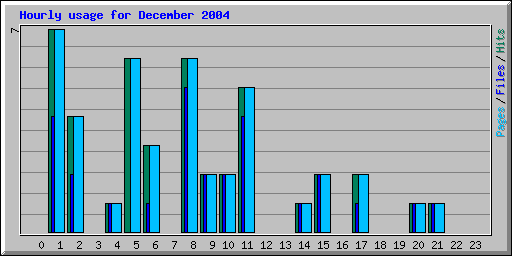 Hourly usage for December 2004
7
Pages / Files / Hits
0 1 2 3 4 5 6 7 8 9 10 11 12 13 14 15 16 17 18 19 20 21 22 23